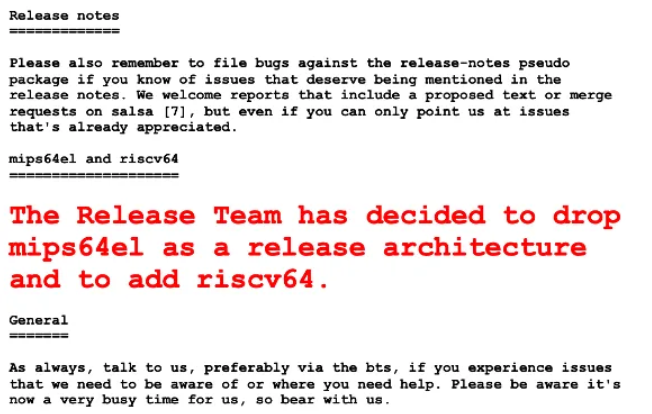 Release notes
=============
Please also remember to file bugs against the release-notes pseudo
package if you know of issues that deserve being mentioned in the
release notes. We welcome reports that include a proposed text or merge
requests on salsa [7], but even if you can only point us at issues
that's already appreciated.
mips64el and riscv64
====================
The Release Team has decided to drop
mips64el as a release architecture
and to add riscv64.
General
=======
As always, talk to us, preferably via the bts, if you experience issues
that we need to be aware of or where you need help. Please be aware it's
now a very busy time for us, so bear with us.